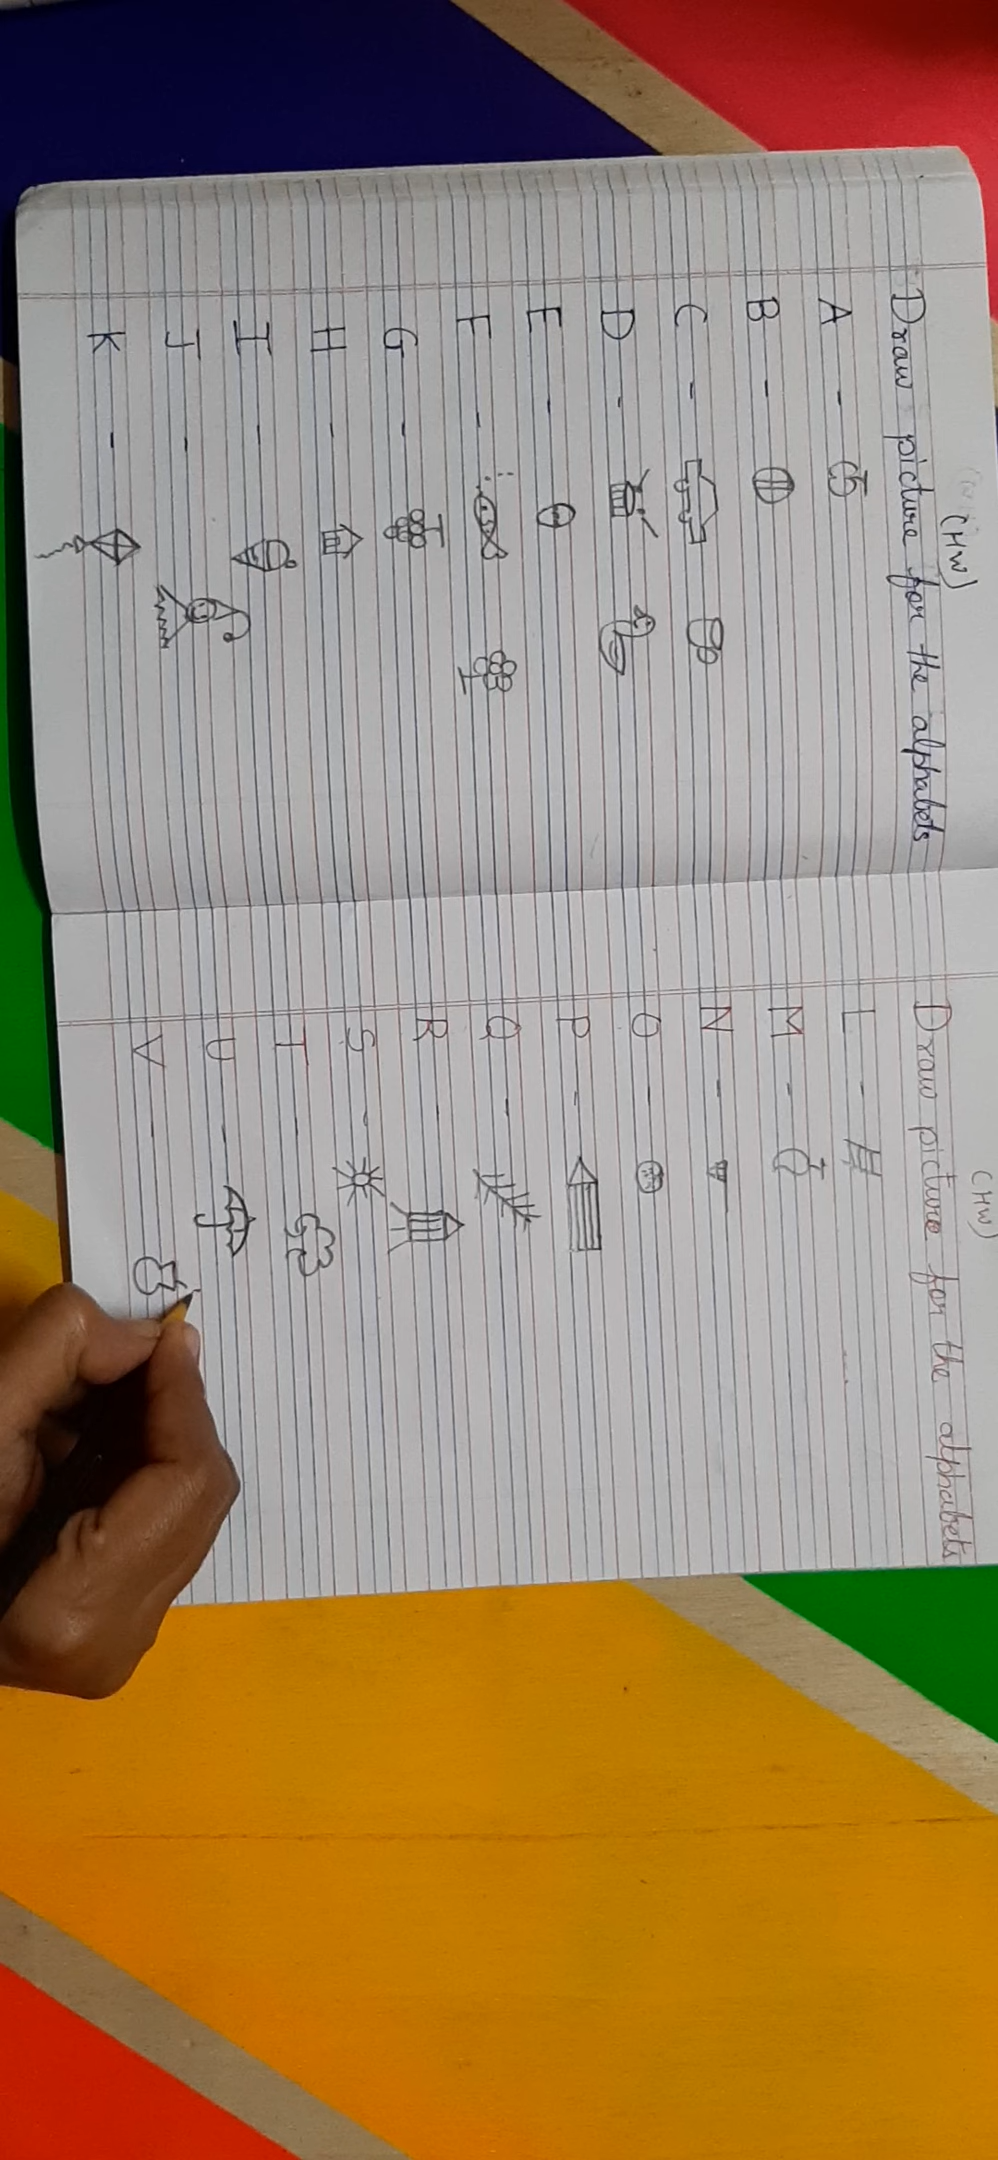 (HW)
Draw picture for the alphabets
A -
B -
C -
D -
E -
F -
G -
H -
I -
J -
K -
(HW)
Draw picture for the alphabets
L -
M -
N -
O -
P -
Q -
R -
S -
T -
U -
V -